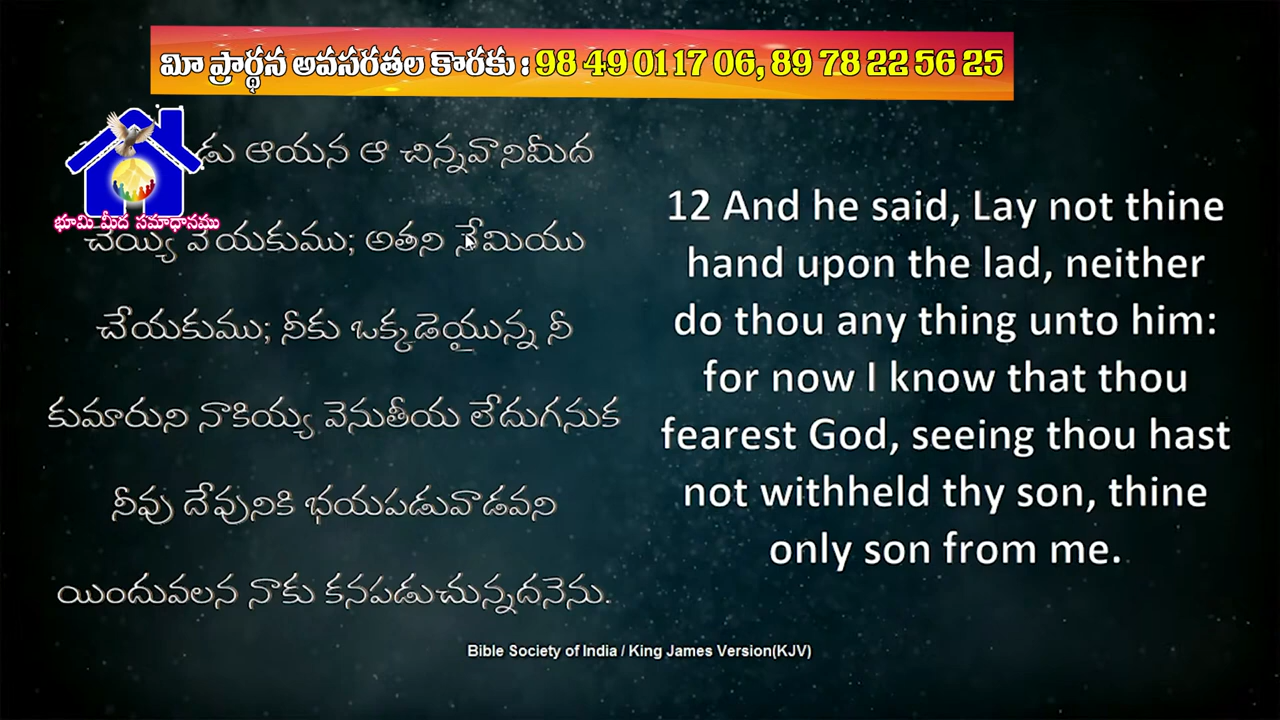 మీ ప్రార్థన అవసరతల కొరకు : 98 49 01 17 06, 89 78 22 56 25
ఆయన ఆ చిన్నవానిమీద
భూమి మీద సమాధానము
చెయ్యి వేయకుము; అతని నేమియు
చేయకుము; నీకు ఒక్కడెయున్న నీ
కుమారుని నాకియ్య వెనుతీయ లేదుగనుక
నీవు దేవునికి భయపడువాడవని
యిందువలన నాకు కనపడుచున్నదనెను.
12 And he said, Lay not thine
hand upon the lad, neither
do thou any thing unto him:
for now I know that thou
fearest God, seeing thou hast
not withheld thy son, thine
only son from me.
Bible Society of India / King James Version(KJV)